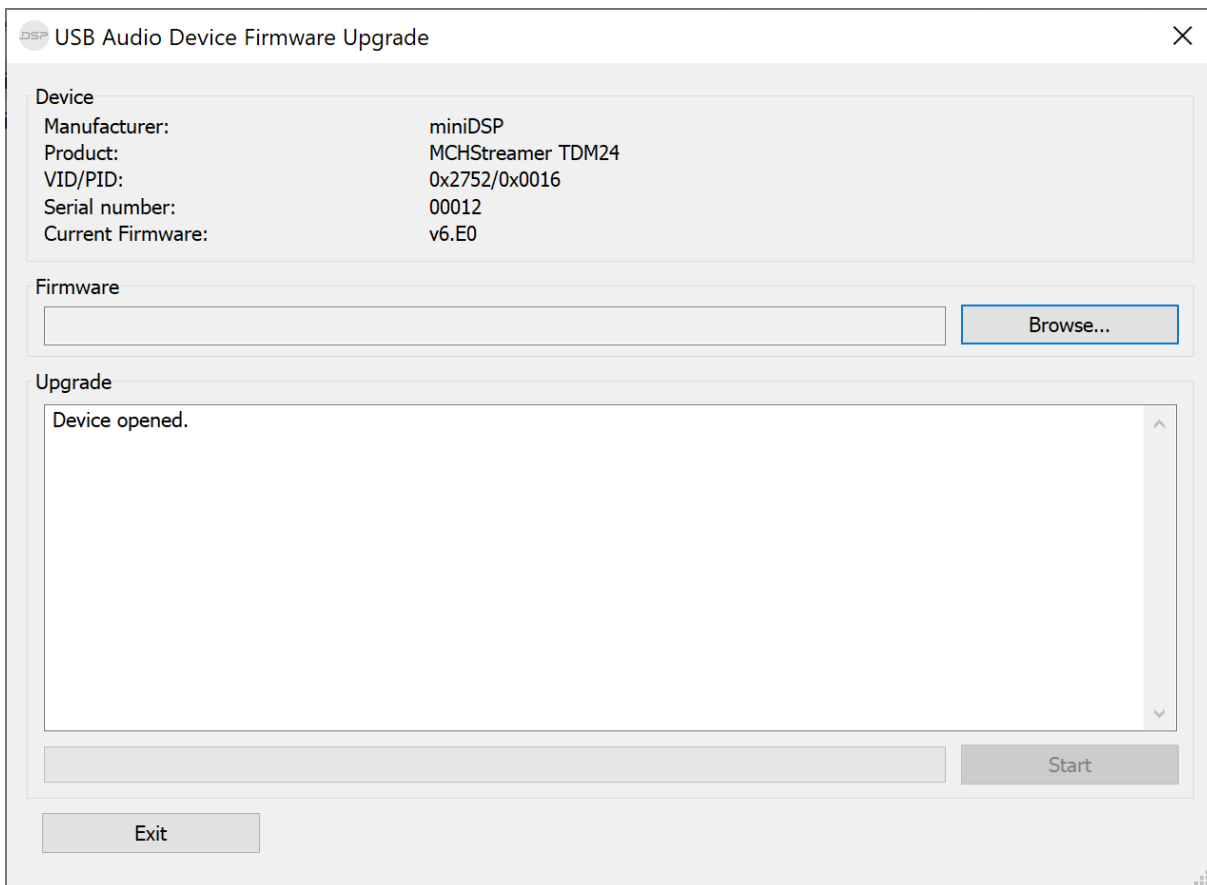 DSP USB Audio Device Firmware Upgrade
Device
Manufacturer: miniDSP
Product: MCHStreamer TDM24
VID/PID: 0x2752/0x0016
Serial number: 00012
Current Firmware: v6.E0
Firmware
Browse...
Upgrade
Device opened.
Start
Exit